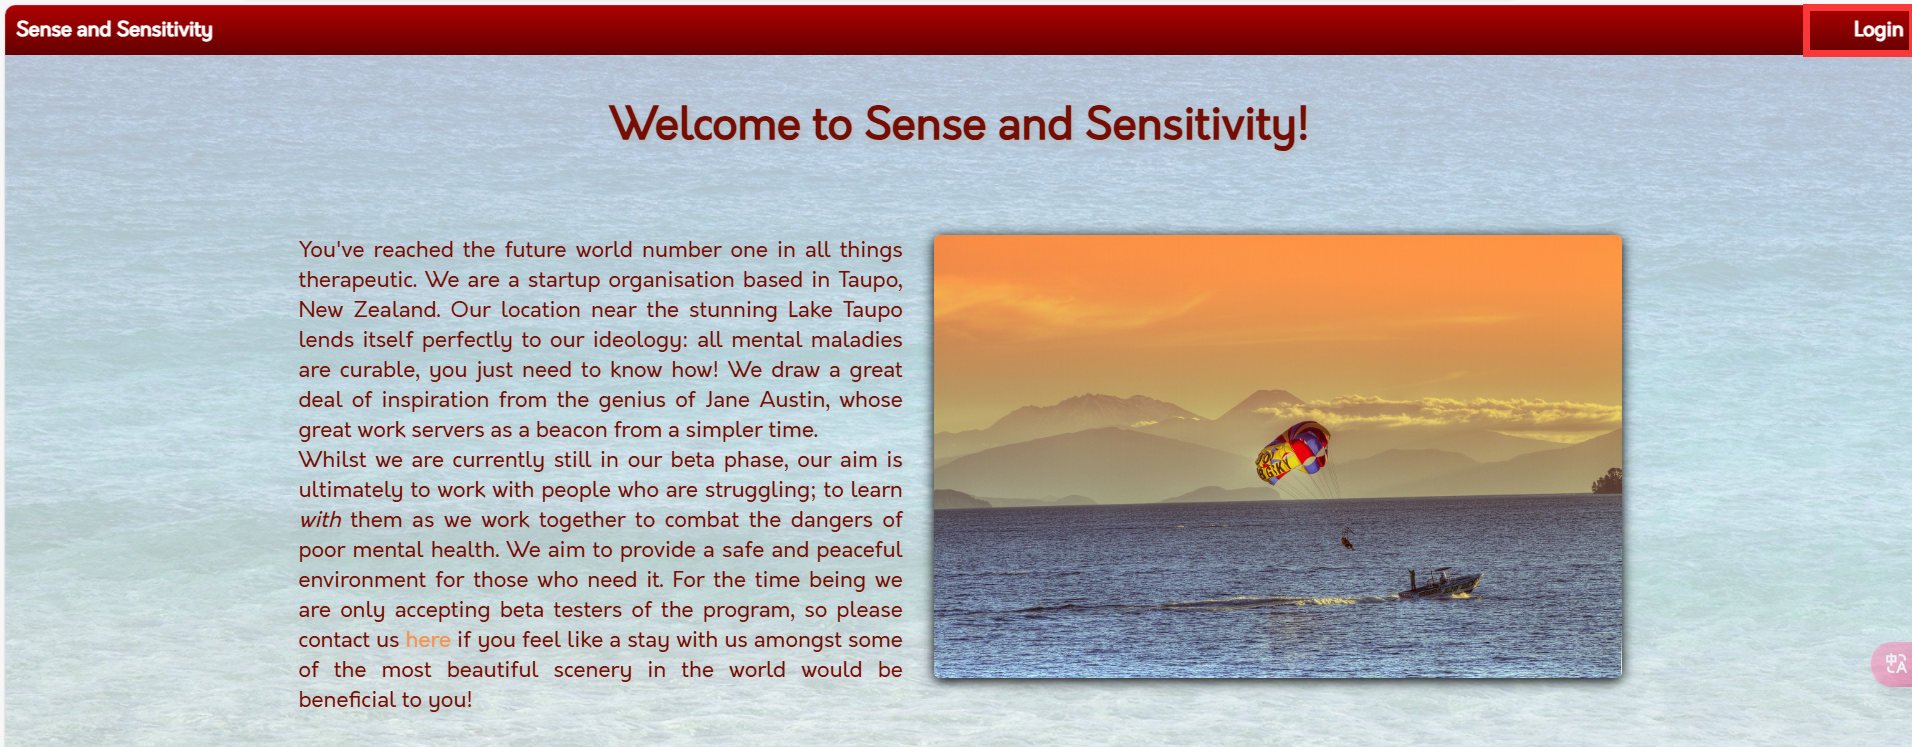 Sense and Sensitivity
Login
Welcome to Sense and Sensitivity!
You've reached the future world number one in all things
therapeutic. We are a startup organisation based in Taupo,
New Zealand. Our location near the stunning Lake Taupo
lends itself perfectly to our ideology: all mental maladies
are curable, you just need to know how! We draw a great
deal of inspiration from the genius of Jane Austin, whose
great work servers as a beacon from a simpler time.
Whilst we are currently still in our beta phase, our aim is
ultimately to work with people who are struggling; to learn
with them as we work together to combat the dangers of
poor mental health. We aim to provide a safe and peaceful
environment for those who need it. For the time being we
are only accepting beta testers of the program, so please
contact us here if you feel like a stay with us amongst some
of the most beautiful scenery in the world would be
beneficial to you!